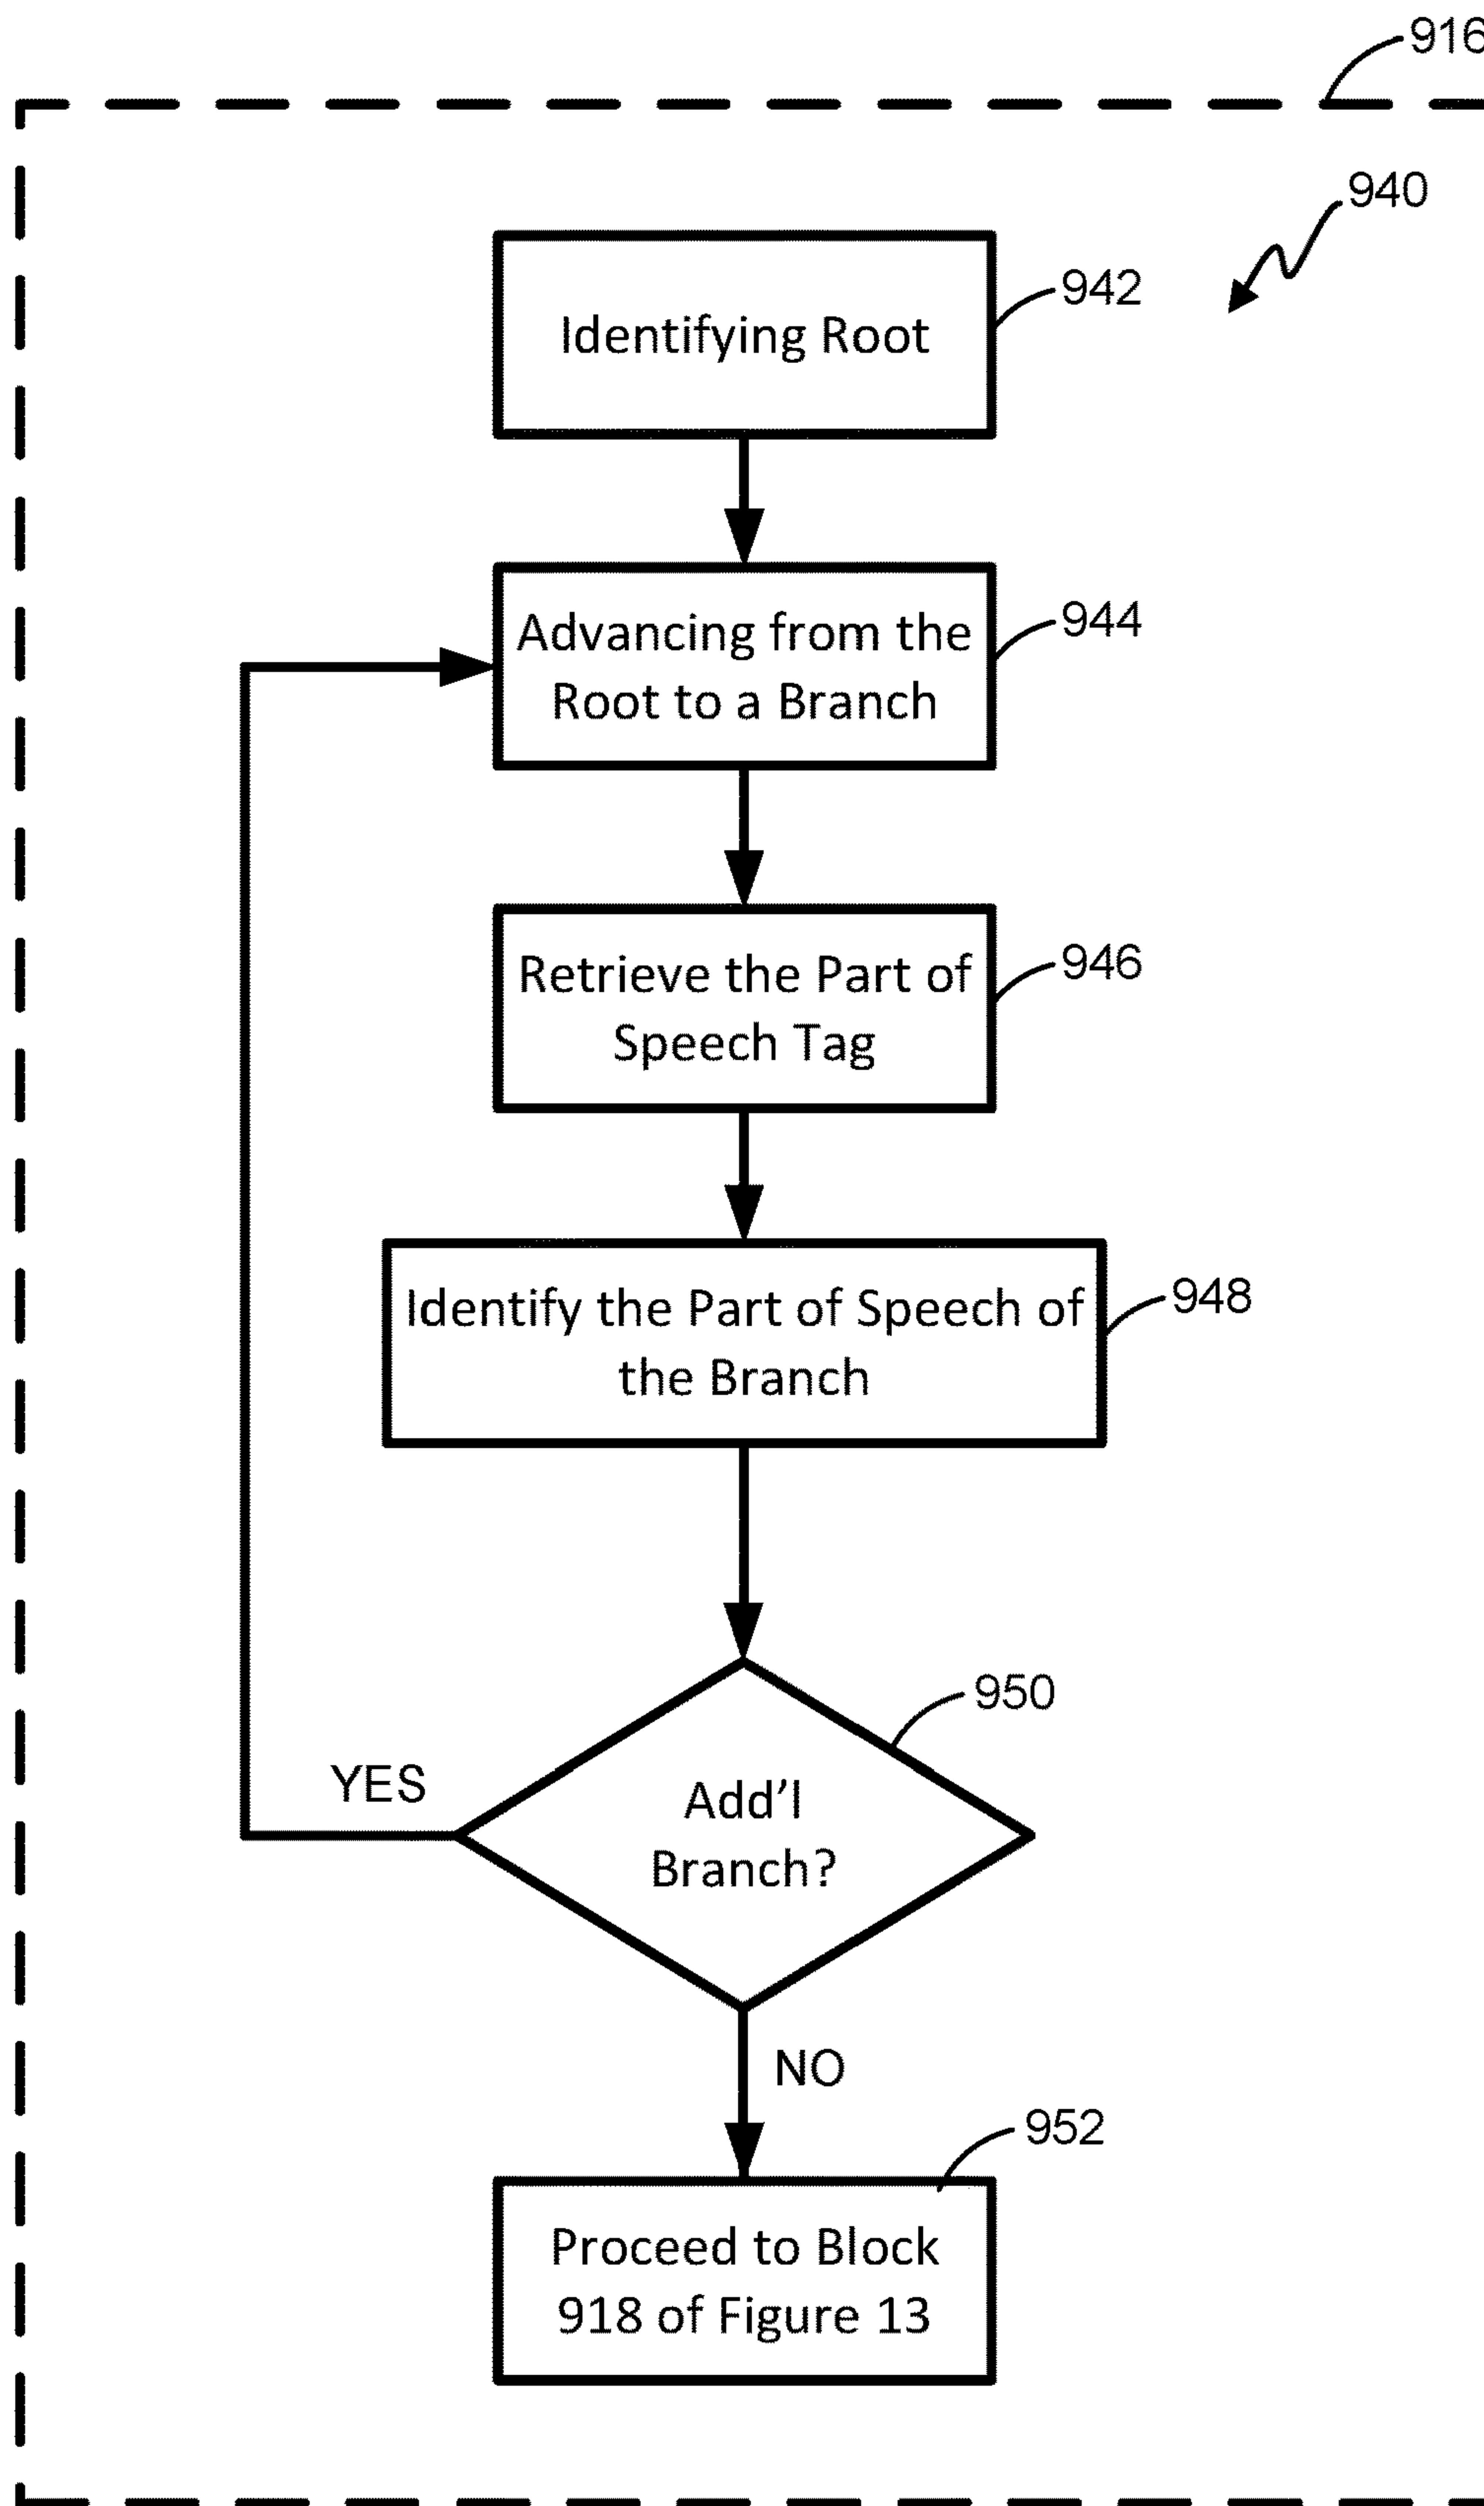 916
940
942
Identifying Root
944
Advancing from the
Root to a Branch
946
Retrieve the Part of
Speech Tag
948
Identify the Part of Speech of
the Branch
950
YES
Add’l
Branch?
NO
952
Proceed to Block
918 of Figure 13